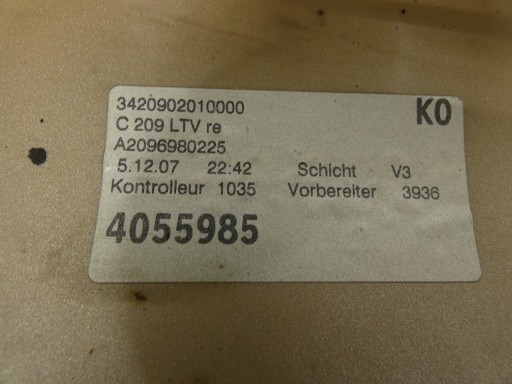 3420902010000 K0
C 209 LTV re
A2096980225
5.12.07 22:42 Schicht V3
Kontrolleur 1035 Vorbereiter 3936
4055985